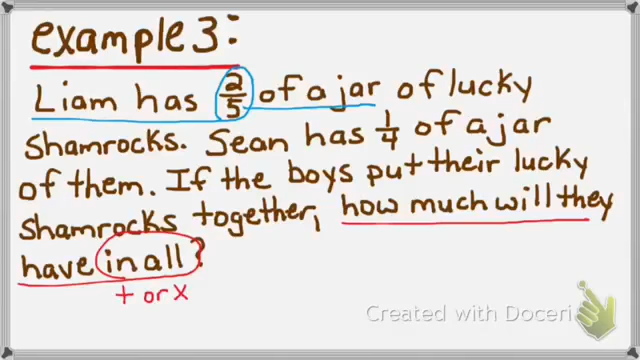 example 3:
Liam has 2/5 of a jar of lucky
Shamrocks. Sean has 1/4 of a jar
of them. If the boys put their lucky
Shamrocks together, how much will they
have in all?
+ or x
Created with Doceri